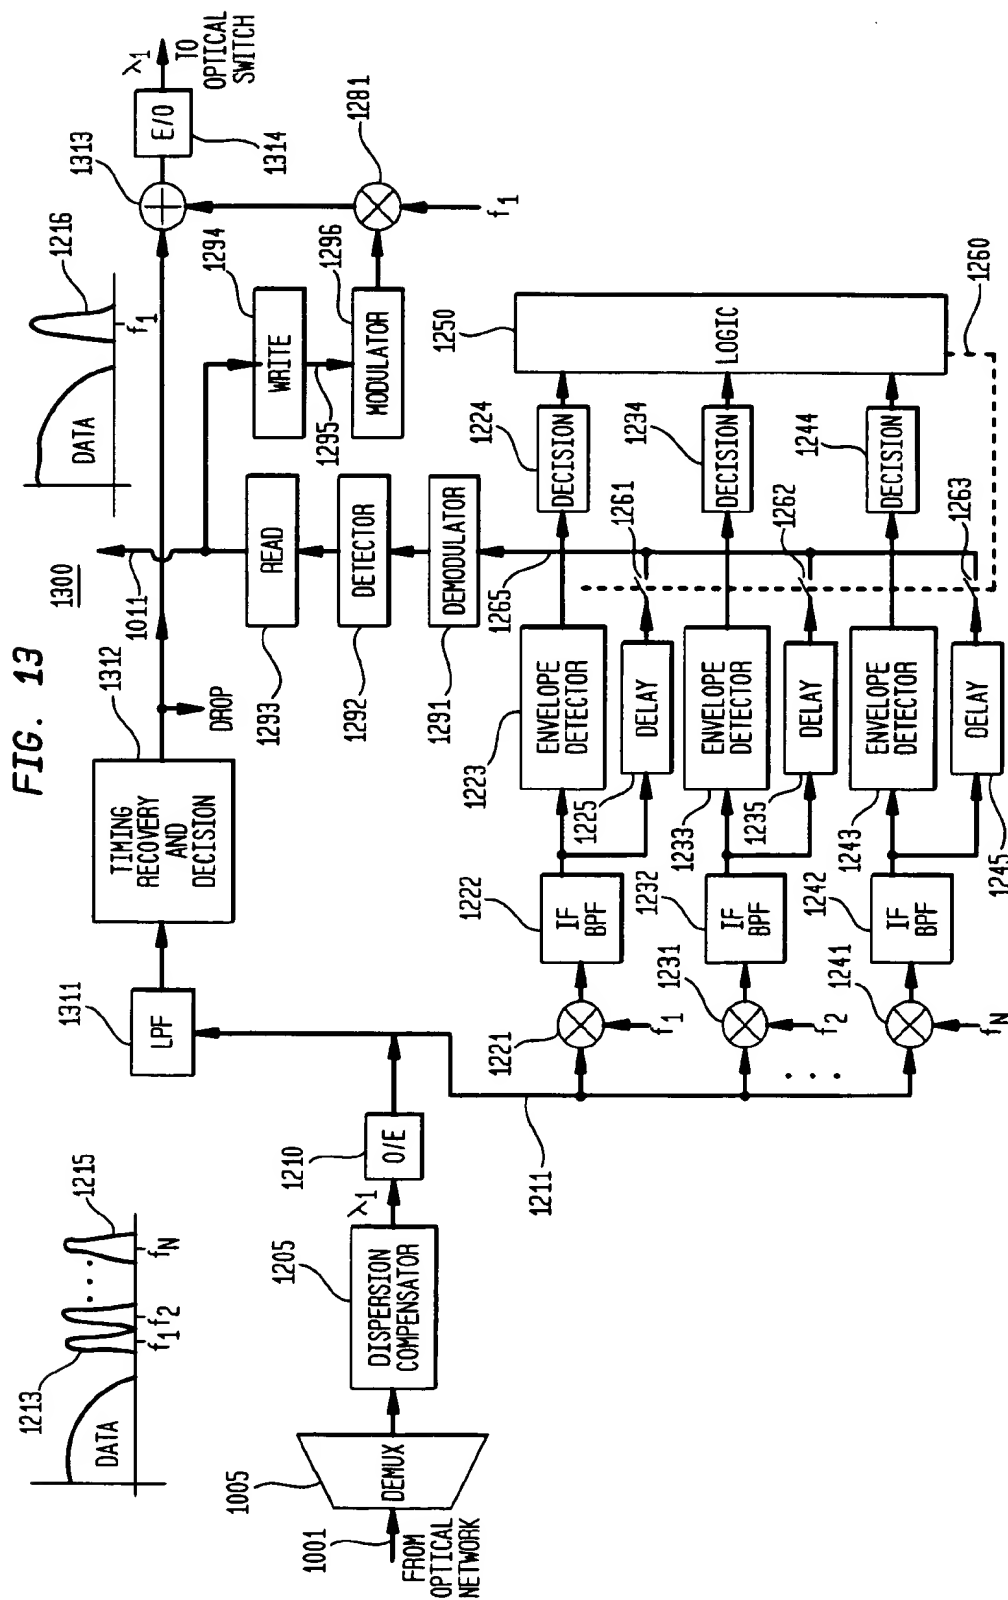 FIG. 13
1300
DATA
1213
f1 f2
fN
1215
DATA
1216
f1
1001
FROM
OPTICAL
NETWORK
1005
DEMUX
DISPERSION
COMPENSATOR
1205
λ1
1210
O/E
1211
1311
LPF
TIMING
RECOVERY
AND
DECISION
1312
DROP
1011
1313
E/O
1314
λ1
TO
OPTICAL
SWITCH
1293
READ
1292
DETECTOR
1291
DEMODULATOR
WRITE
1294
1295
MODULATOR
1296
1281
f1
1265
1221
f1
1222
IF
BPF
1223
ENVELOPE
DETECTOR
1225
DELAY
1261
1224
DECISION
1231
f2
1232
IF
BPF
1233
ENVELOPE
DETECTOR
1235
DELAY
1262
1234
DECISION
1241
fN
1242
IF
BPF
1243
ENVELOPE
DETECTOR
1245
DELAY
1263
1244
DECISION
1250
LOGIC
1260